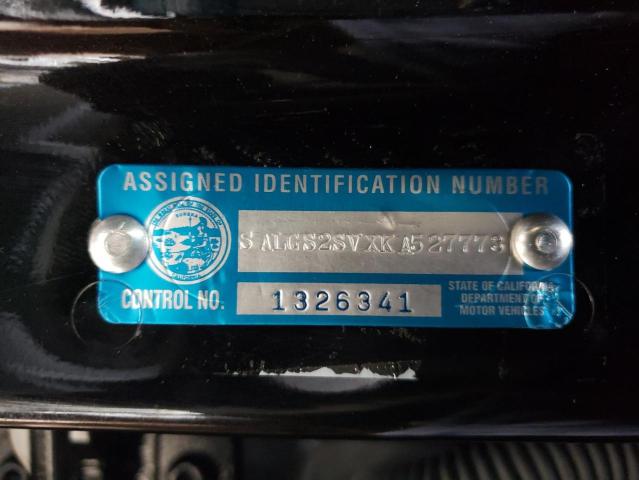 ASSIGNED IDENTIFICATION NUMBER
SALGS2SVXKA527773
CONTROL NO. 1326341
STATE OF CALIFORNIA
DEPARTMENT OF
MOTOR VEHICLES